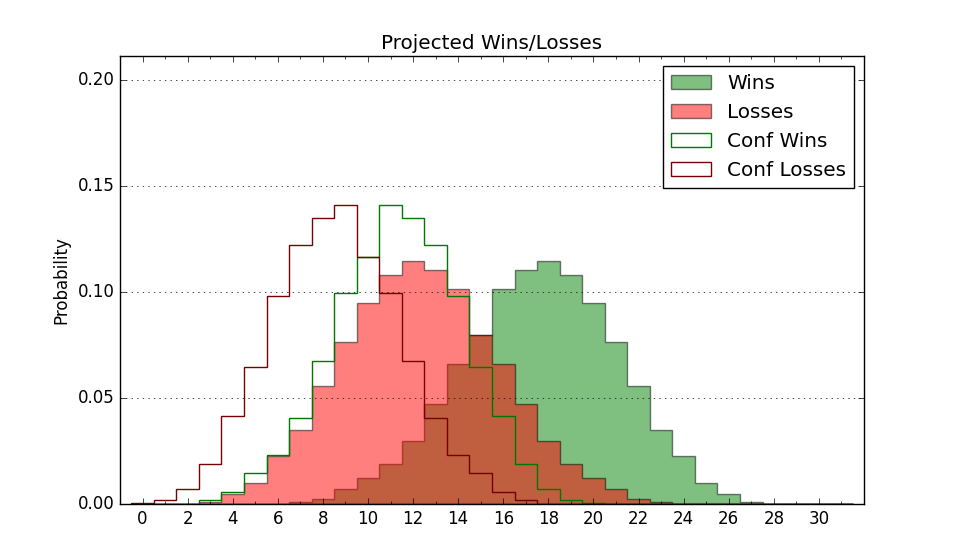 Projected Wins/Losses
0.20
0.15
0.10
0.05
0.00
Probability
Wins
Losses
Conf Wins
Conf Losses
0 2 4 6 8 10 12 14 16 18 20 22 24 26 28 30